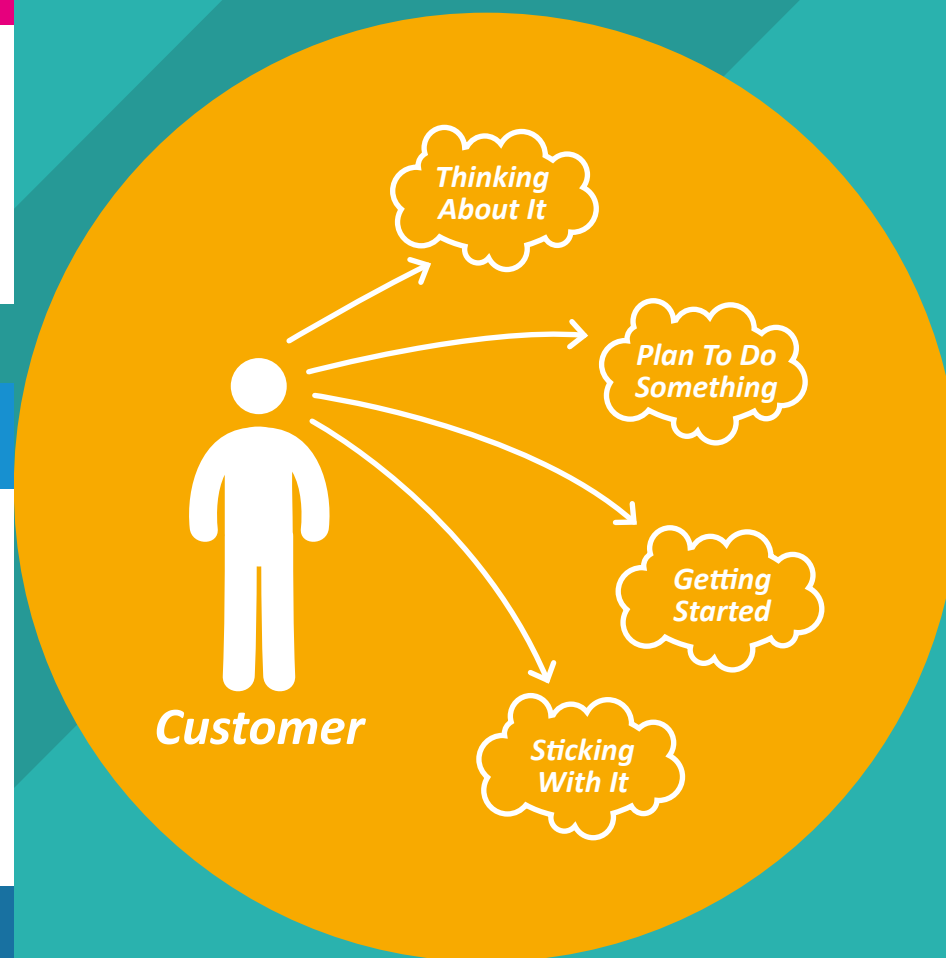 Thinking
About It
Plan To Do
Something
Getting
Started
Sticking
With It
Customer